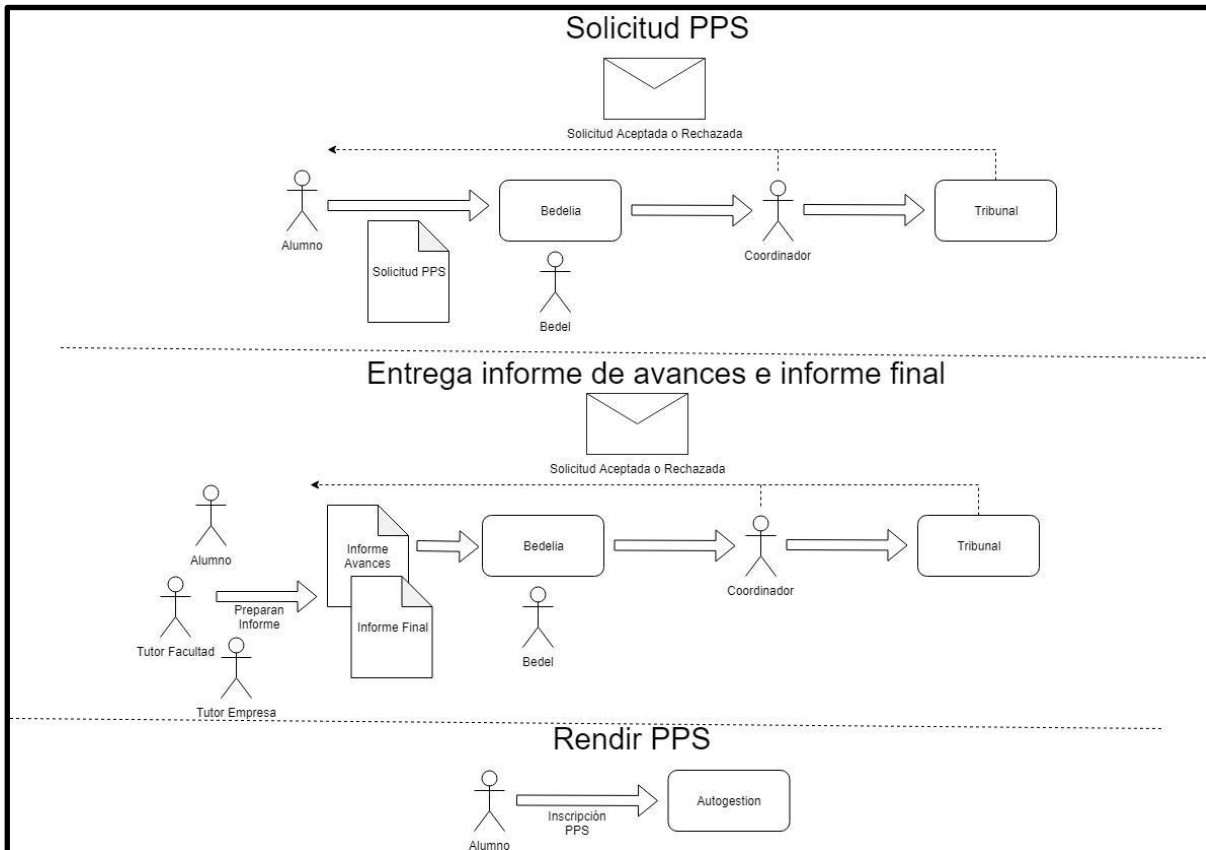 Solicitud PPS
Solicitud Aceptada o Rechazada
Alumno
Solicitud PPS
Bedelia
Bedel
Coordinador
Tribunal
Entrega informe de avances e informe final
Solicitud Aceptada o Rechazada
Alumno
Tutor Facultad
Tutor Empresa
Preparan
Informe
Informe
Avances
Informe Final
Bedelia
Bedel
Coordinador
Tribunal
Rendir PPS
Alumno
Inscripción
PPS
Autogestion